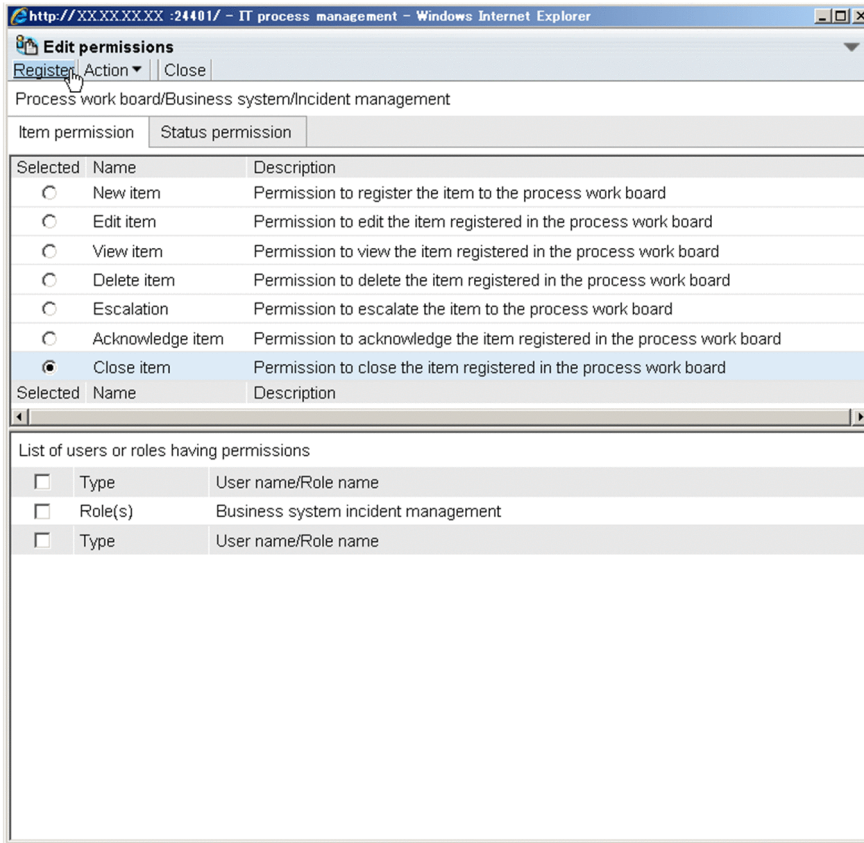 http://XX.XX.XX.XX :24401/ - IT process management - Windows Internet Explorer
Edit permissions
Register Action Close
Process work board/Business system/Incident management
Item permission Status permission
Selected Name Description
New item Permission to register the item to the process work board
Edit item Permission to edit the item registered in the process work board
View item Permission to view the item registered in the process work board
Delete item Permission to delete the item registered in the process work board
Escalation Permission to escalate the item to the process work board
Acknowledge item Permission to acknowledge the item registered in the process work board
Close item Permission to close the item registered in the process work board
Selected Name Description
List of users or roles having permissions
Type User name/Role name
Role(s) Business system incident management
Type User name/Role name